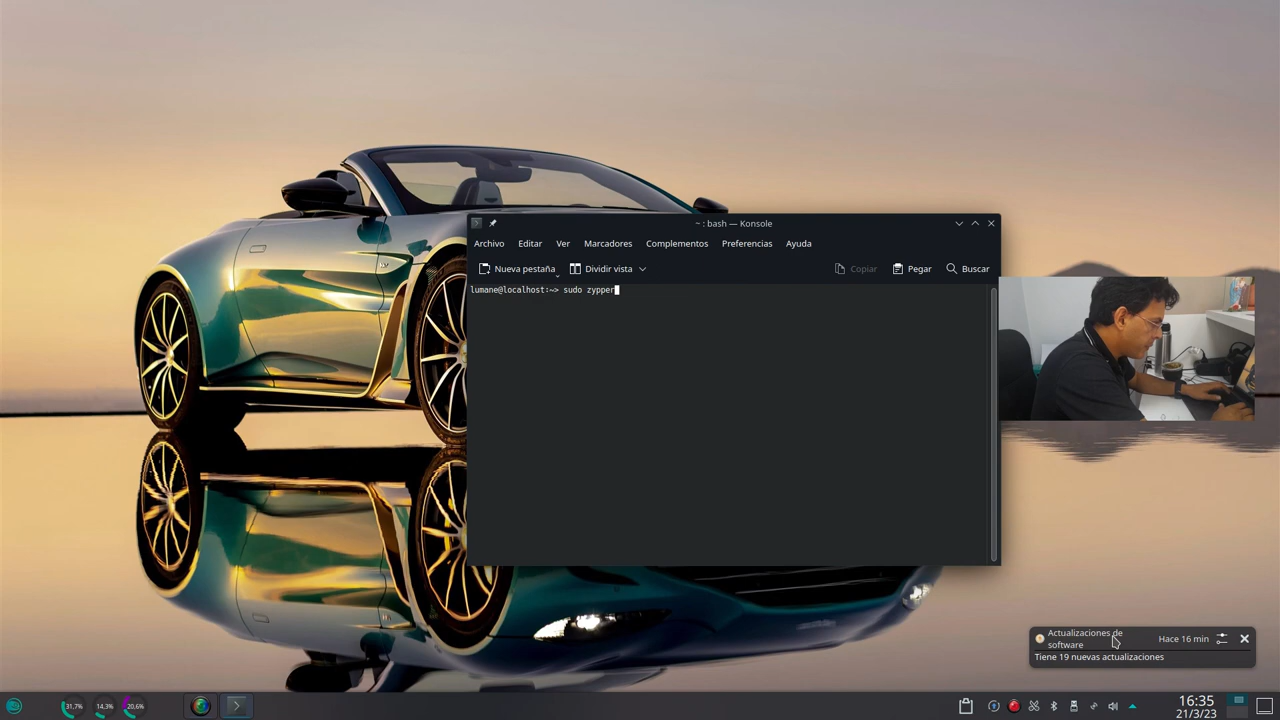 ~ : bash — Konsole
Archivo Editar Ver Marcadores Complementos Preferencias Ayuda
Nueva pestaña Dividir vista Copiar Pegar Buscar
lumane@localhost:~> sudo zypper
Actualizaciones de software Hace 16 min
Tiene 19 nuevas actualizaciones
31,7% 14,3% 20,6%
16:35
21/3/23